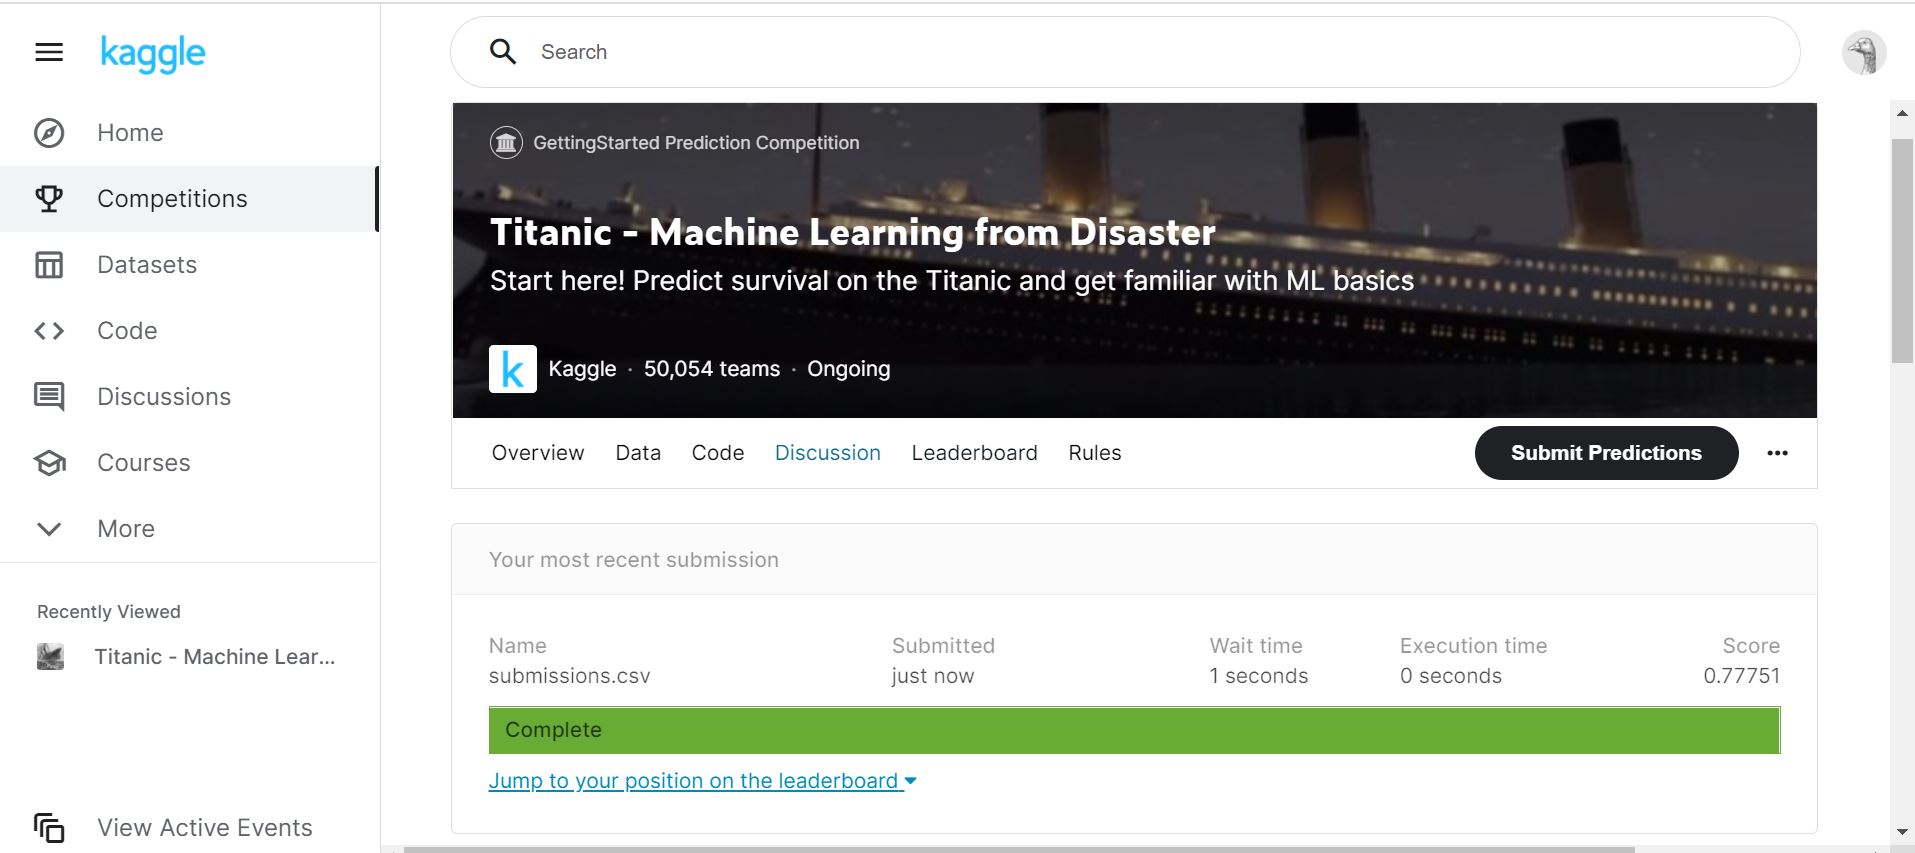 kaggle
Search
Home
Competitions
Datasets
Code
Discussions
Courses
More
Recently Viewed
Titanic - Machine Lear...
View Active Events
GettingStarted Prediction Competition
Titanic - Machine Learning from Disaster
Start here! Predict survival on the Titanic and get familiar with ML basics
k Kaggle · 50,054 teams · Ongoing
Overview Data Code Discussion Leaderboard Rules Submit Predictions
Your most recent submission
Name Submitted Wait time Execution time Score
submissions.csv just now 1 seconds 0 seconds 0.77751
Complete
Jump to your position on the leaderboard